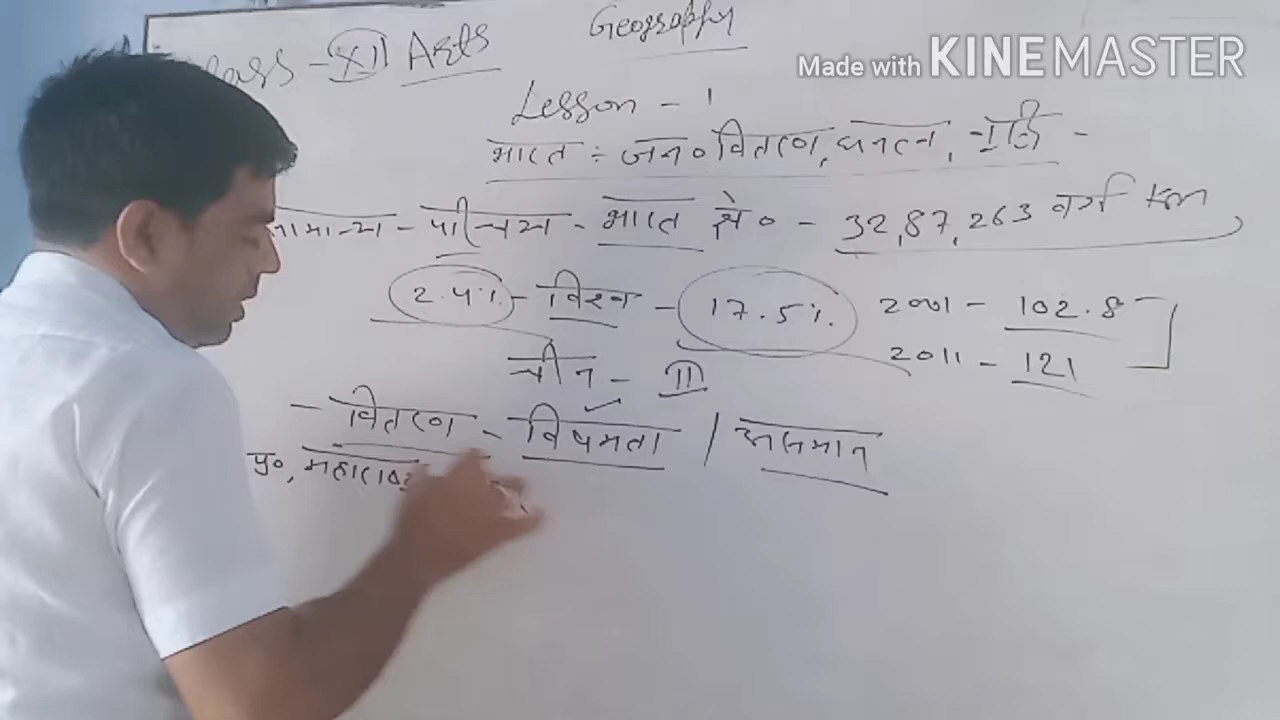 Class - XII Arts Geography
Made with KINEMASTER
Lesson - 1
भारत : जन० वितरण, घनत्व, वृद्धि -
सामान्य - परिचय - भारत क्षे० - 32,87,263 वर्ग Km
2.4% - विश्व - 17.5% 2001 - 102.8
2011 - 121
चीन - II
- वितरण - विषमता / असमान
महाराष्ट्र